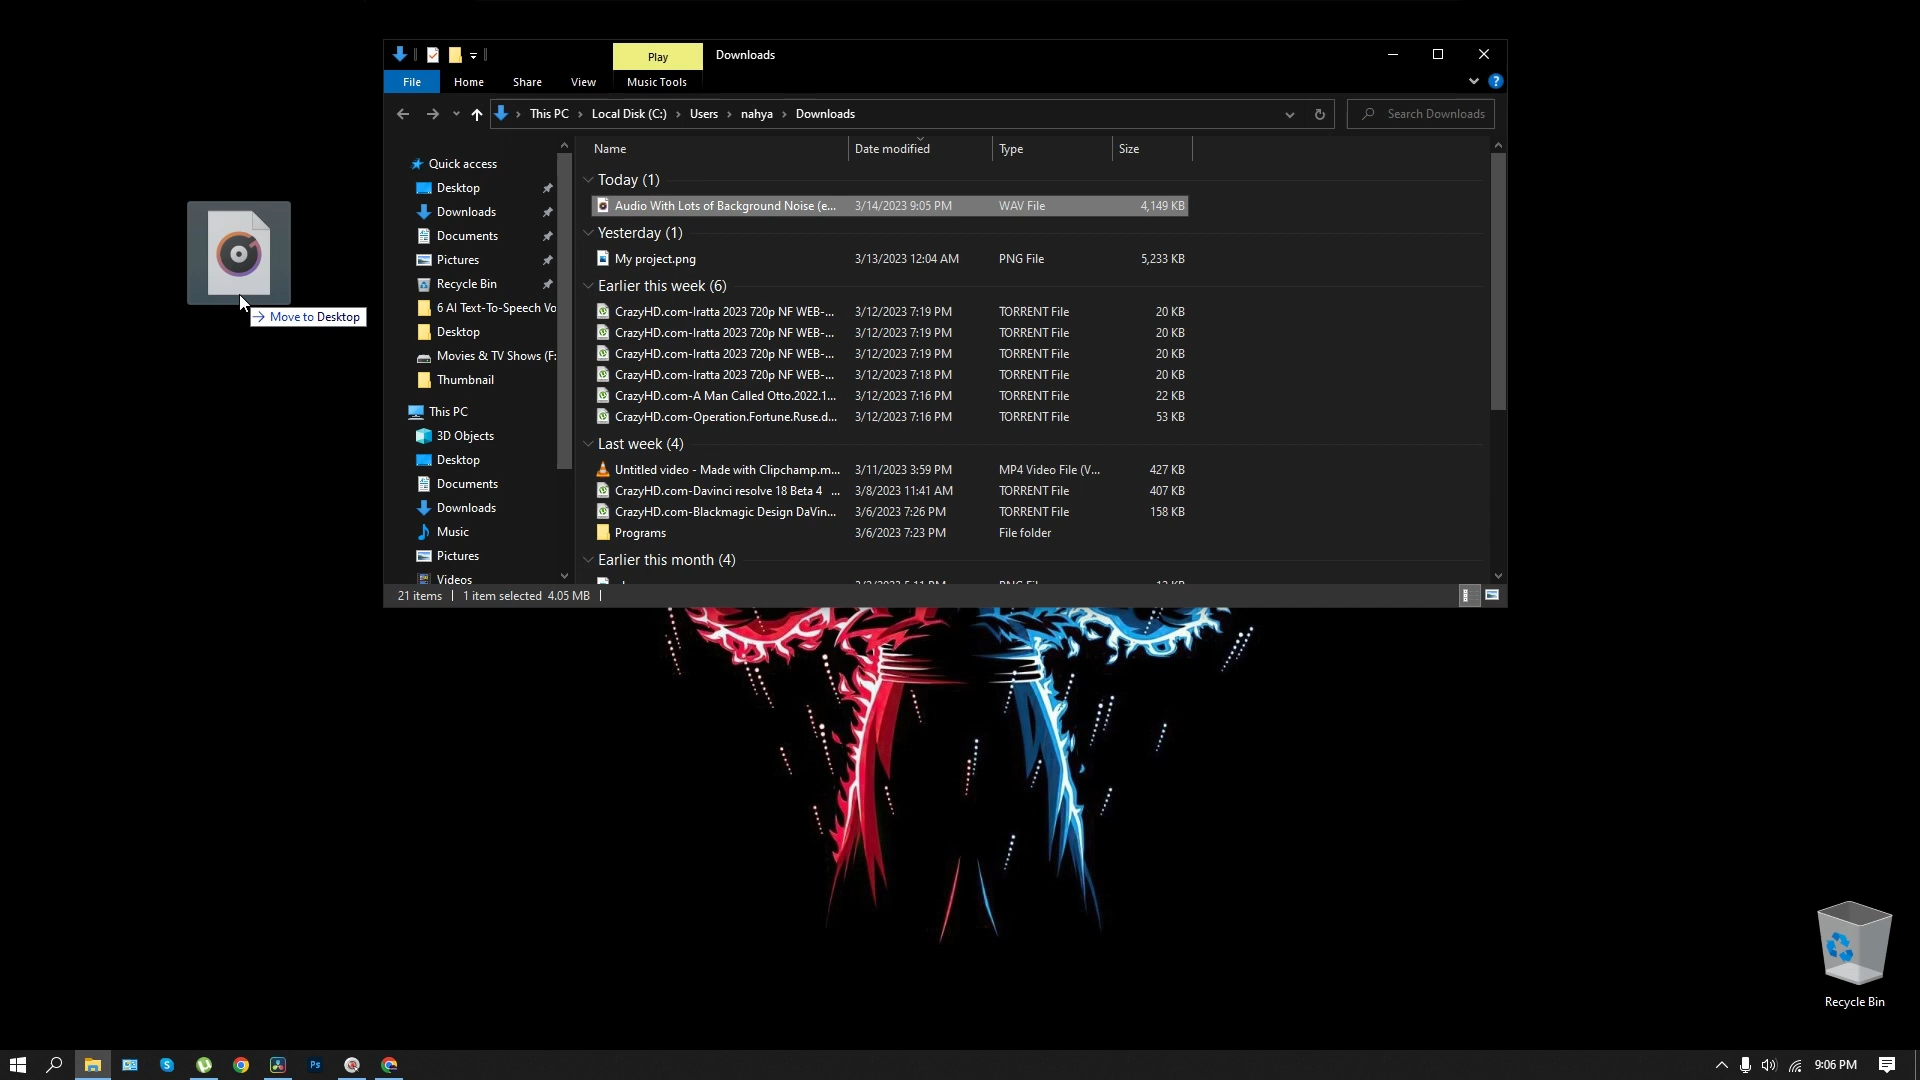 Play
Downloads
File
Home
Share
View
Music Tools
This PC
Local Disk (C:)
Users
nahya
Downloads
Search Downloads
Name
Date modified
Type
Size
Quick access
Desktop
Downloads
Documents
Pictures
Recycle Bin
6 AI Text-To-Speech Vo
Desktop
Movies & TV Shows (F:
Thumbnail
This PC
3D Objects
Desktop
Documents
Downloads
Music
Pictures
Videos
Today (1)
Audio With Lots of Background Noise (e... 3/14/2023 9:05 PM WAV File 4,149 KB
Yesterday (1)
My project.png 3/13/2023 12:04 AM PNG File 5,233 KB
Earlier this week (6)
CrazyHD.com-Iratta 2023 720p NF WEB-... 3/12/2023 7:19 PM TORRENT File 20 KB
CrazyHD.com-Iratta 2023 720p NF WEB-... 3/12/2023 7:19 PM TORRENT File 20 KB
CrazyHD.com-Iratta 2023 720p NF WEB-... 3/12/2023 7:19 PM TORRENT File 20 KB
CrazyHD.com-Iratta 2023 720p NF WEB-... 3/12/2023 7:18 PM TORRENT File 20 KB
CrazyHD.com-A Man Called Otto.2022.1... 3/12/2023 7:16 PM TORRENT File 22 KB
CrazyHD.com-Operation.Fortune.Ruse.d... 3/12/2023 7:16 PM TORRENT File 53 KB
Last week (4)
Untitled video - Made with Clipchamp.m... 3/11/2023 3:59 PM MP4 Video File (V... 427 KB
CrazyHD.com-Davinci resolve 18 Beta 4 ... 3/8/2023 11:41 AM TORRENT File 407 KB
CrazyHD.com-Blackmagic Design DaVin... 3/6/2023 7:26 PM TORRENT File 158 KB
Programs 3/6/2023 7:23 PM File folder
Earlier this month (4)
21 items
1 item selected 4.05 MB
→ Move to Desktop
Recycle Bin
Ps
9:06 PM